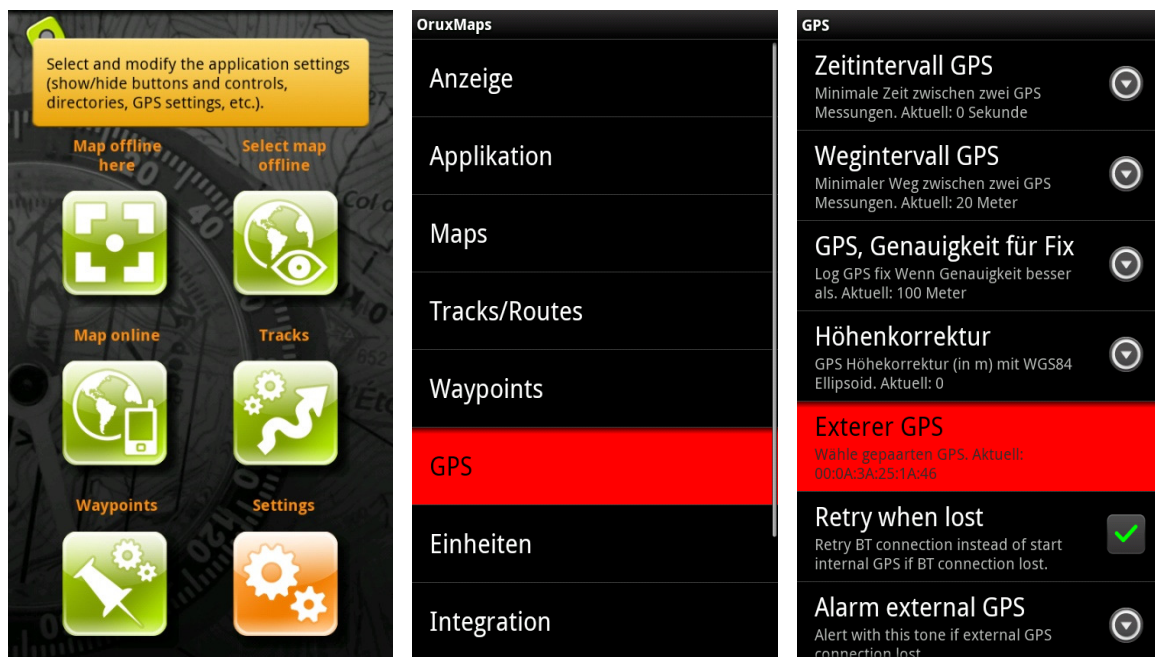 Select and modify the application settings
(show/hide buttons and controls,
directories, GPS settings, etc.).
Map offline
here
Select map
offline
Map online
Tracks
Waypoints
Settings
OruxMaps
Anzeige
Applikation
Maps
Tracks/Routes
Waypoints
GPS
Einheiten
Integration
GPS
Zeitintervall GPS
Minimale Zeit zwischen zwei GPS
Messungen. Aktuell: 0 Sekunde
Wegintervall GPS
Minimaler Weg zwischen zwei GPS
Messungen. Aktuell: 20 Meter
GPS, Genauigkeit für Fix
Log GPS fix Wenn Genauigkeit besser
als. Aktuell: 100 Meter
Höhenkorrektur
GPS Höhekorrektur (in m) mit WGS84
Ellipsoid. Aktuell: 0
Exterer GPS
Wähle gepaarten GPS. Aktuell:
00:0A:3A:25:1A:46
Retry when lost
Retry BT connection instead of start
internal GPS if BT connection lost.
Alarm external GPS
Alert with this tone if external GPS
connection lost